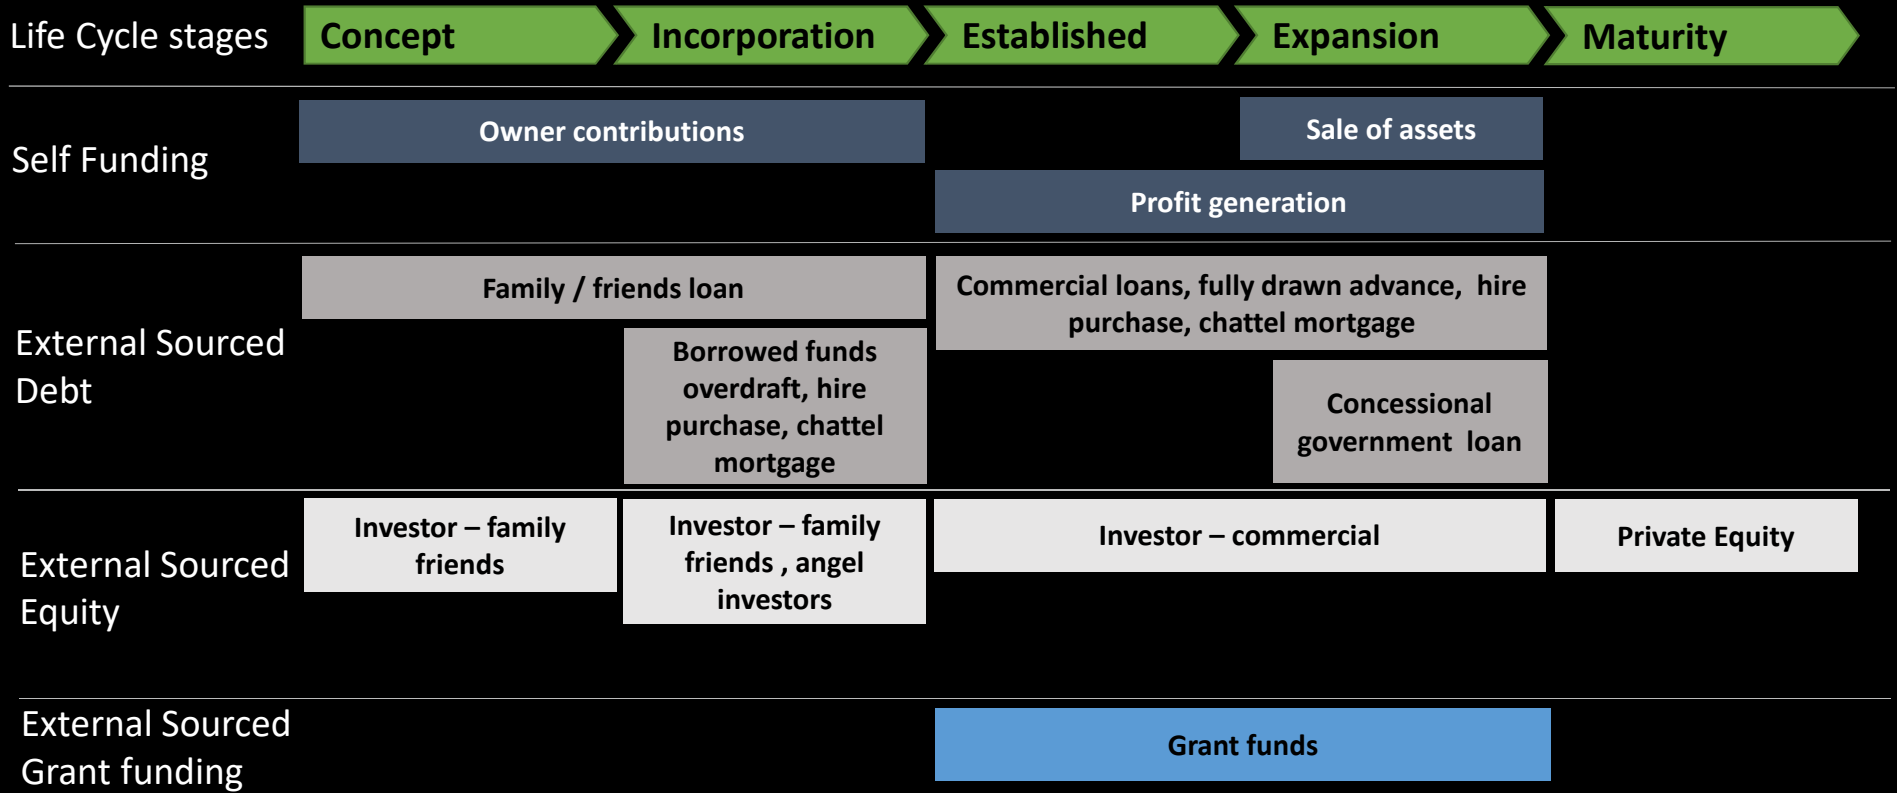 Life Cycle stages
Concept
Incorporation
Established
Expansion
Maturity
Self Funding
Owner contributions
Sale of assets
Profit generation
External Sourced
Debt
Family / friends loan
Borrowed funds
overdraft, hire
purchase, chattel
mortgage
Commercial loans, fully drawn advance,  hire
purchase, chattel mortgage
Concessional
government  loan
External Sourced
Equity
Investor – family
friends
Investor – family
friends , angel
investors
Investor – commercial
Private Equity
External Sourced
Grant funding
Grant funds